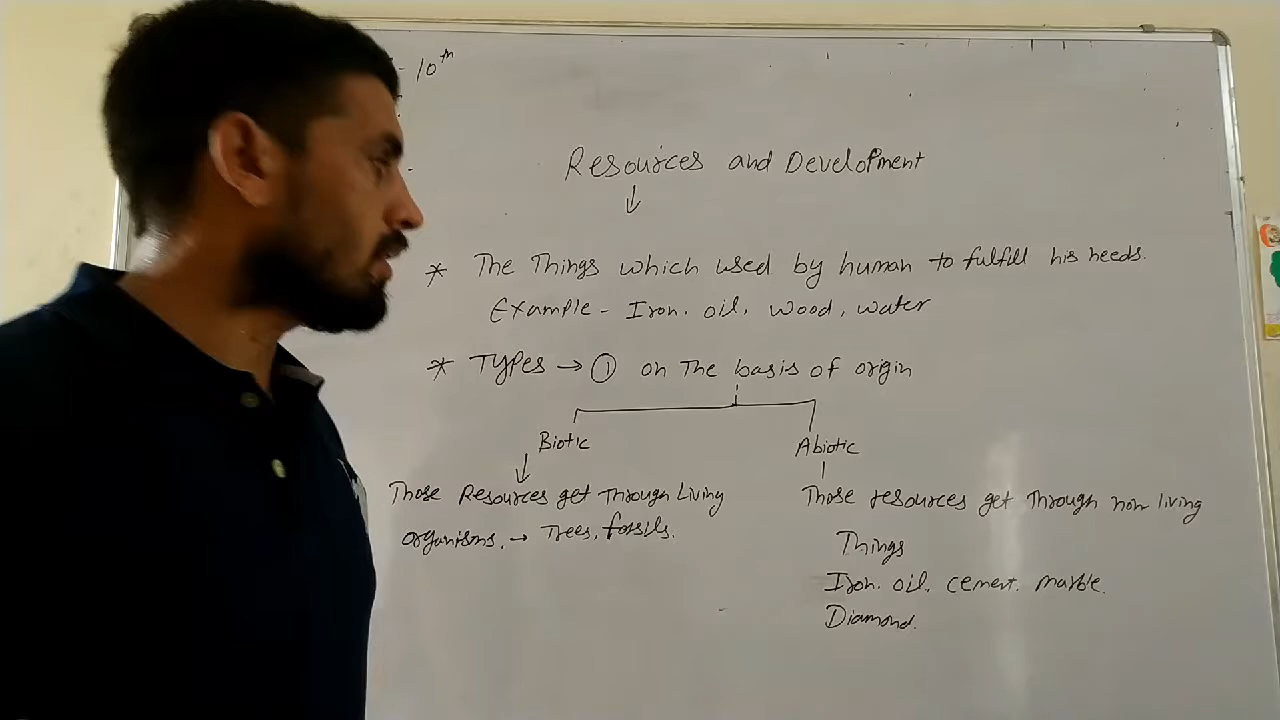 - 10th
Resources and Development
* The Things which used by human to fulfill his needs.
Example - Iron, oil, wood, water
* Types → ① on The basis of origin
Biotic
Abiotic
Those Resources get Through Living
organisms. → Trees, fossils.
Those resources get Through non living
Things
Iron, oil, cement, marble.
Diamond.